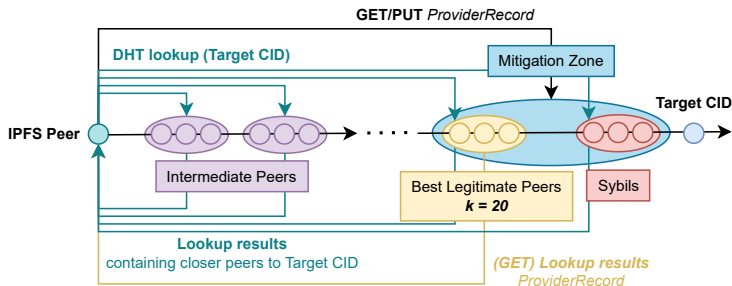 GET/PUT ProviderRecord
DHT lookup (Target CID)
Mitigation Zone
Target CID
IPFS Peer
. . . .
Intermediate Peers
Best Legitimate Peers
k = 20
Sybils
Lookup results
containing closer peers to Target CID
(GET) Lookup results
ProviderRecord